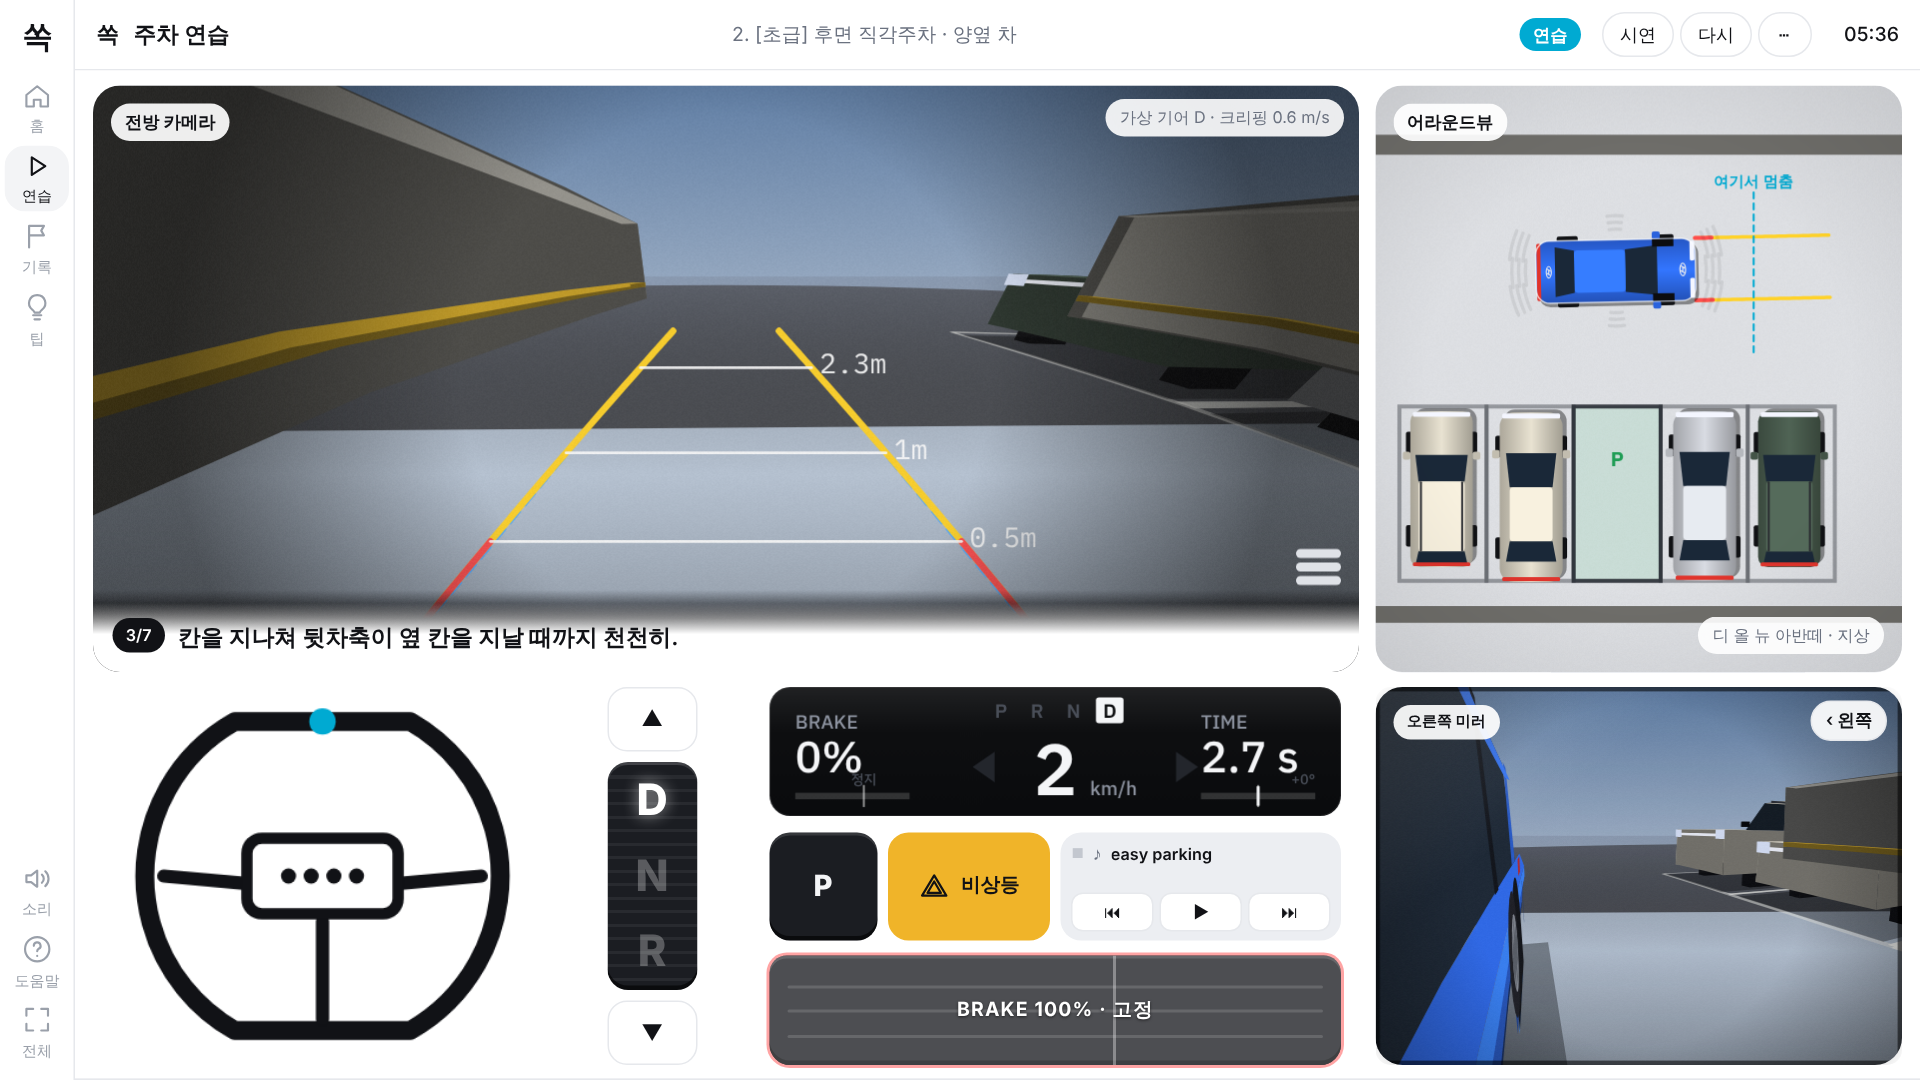 쏙
홈
연습
기록
팁
소리
도움말
전체
쏙 주차 연습
2. [초급] 후면 직각주차 · 양옆 차
연습
시연
다시
···
05:36
전방 카메라
가상 기어 D · 크리핑 0.6 m/s
2.3m
1m
0.5m
3/7 칸을 지나쳐 뒷차축이 옆 칸을 지날 때까지 천천히.
어라운드뷰
여기서 멈춤
P
디 올 뉴 아반떼 · 지상
D
N
R
BRAKE
0%
정지
P R N D
2 km/h
TIME
2.7 s
+0°
P
비상등
easy parking
BRAKE 100% · 고정
오른쪽 미러
‹ 왼쪽